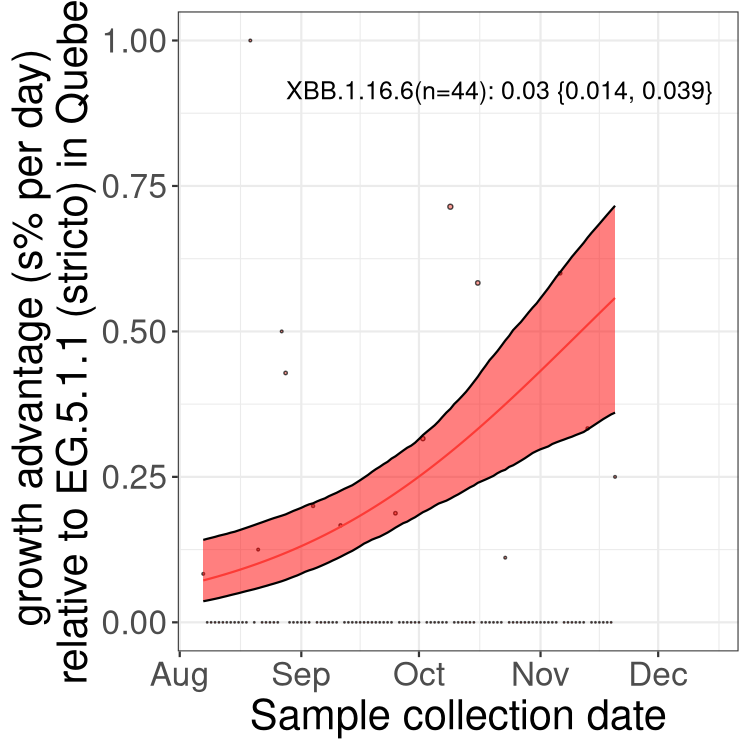 growth advantage (s% per day)
relative to EG.5.1.1 (stricto) in Quebe
1.00
0.75
0.50
0.25
0.00
XBB.1.16.6(n=44): 0.03 {0.014, 0.039}
Aug Sep Oct Nov Dec
Sample collection date